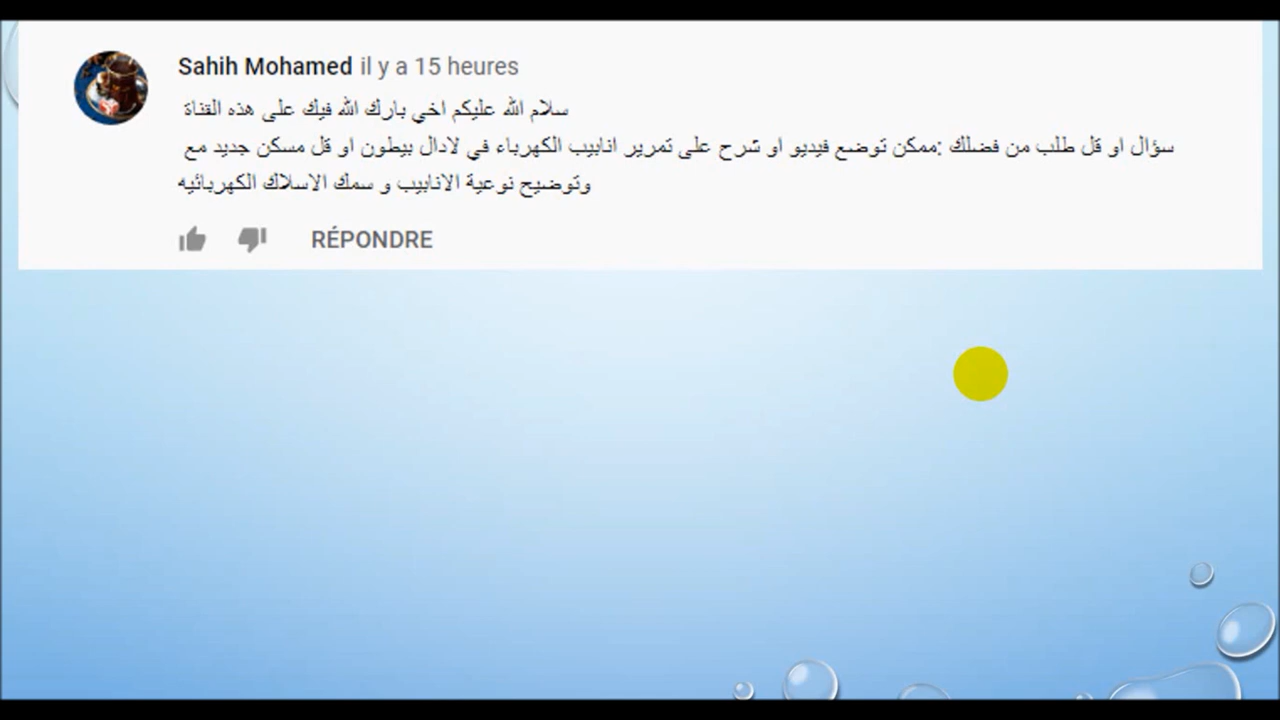 Sahih Mohamed il y a 15 heures
سلام الله عليكم اخي بارك الله فيك على هذه القناة
سؤال او قل طلب من فضلك :ممكن توضع فيديو او شرح على تمرير انابيب الكهرباء في لادال بيطون او قل مسكن جديد مع
وتوضيح نوعية الانابيب و سمك الاسلاك الكهربائيه
RÉPONDRE